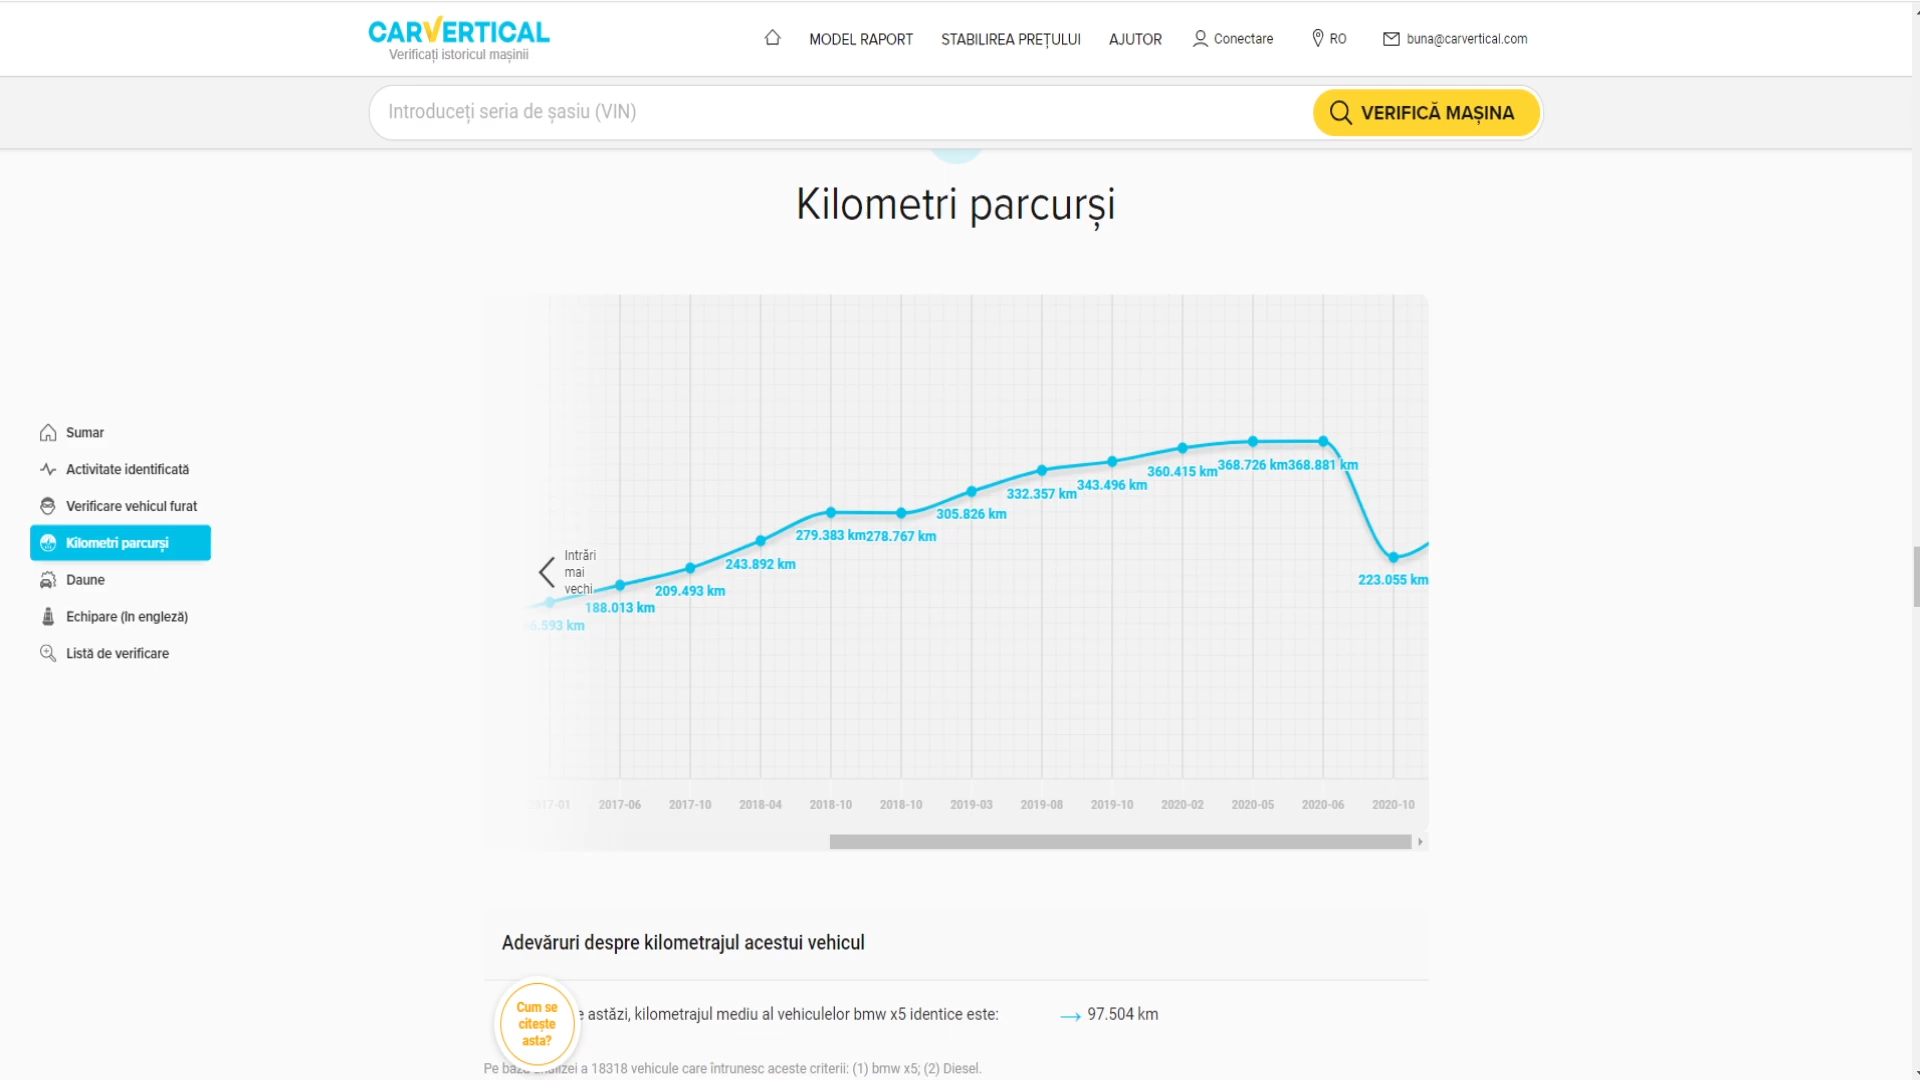 CARVERTICAL
Verificați istoricul mașinii
MODEL RAPORT
STABILIREA PREȚULUI
AJUTOR
Conectare
RO
buna@carvertical.com
Introduceți seria de șasiu (VIN)
VERIFICĂ MAȘINA
Kilometri parcurși
Sumar
Activitate identificată
Verificare vehicul furat
Kilometri parcurși
Daune
Echipare (în engleză)
Listă de verificare
Intrări
mai
vechi
6.593 km
188.013 km
209.493 km
243.892 km
279.383 km
278.767 km
305.826 km
332.357 km
343.496 km
360.415 km
368.726 km
368.881 km
223.055 km
2017-01
2017-06
2017-10
2018-04
2018-10
2018-10
2019-03
2019-08
2019-10
2020-02
2020-05
2020-06
2020-10
Adevăruri despre kilometrajul acestui vehicul
Cum se
citește
asta?
astăzi, kilometrajul mediu al vehiculelor bmw x5 identice este:
97.504 km
Pe a 18318 vehicule care întrunesc aceste criterii: (1) bmw x5; (2) Diesel.